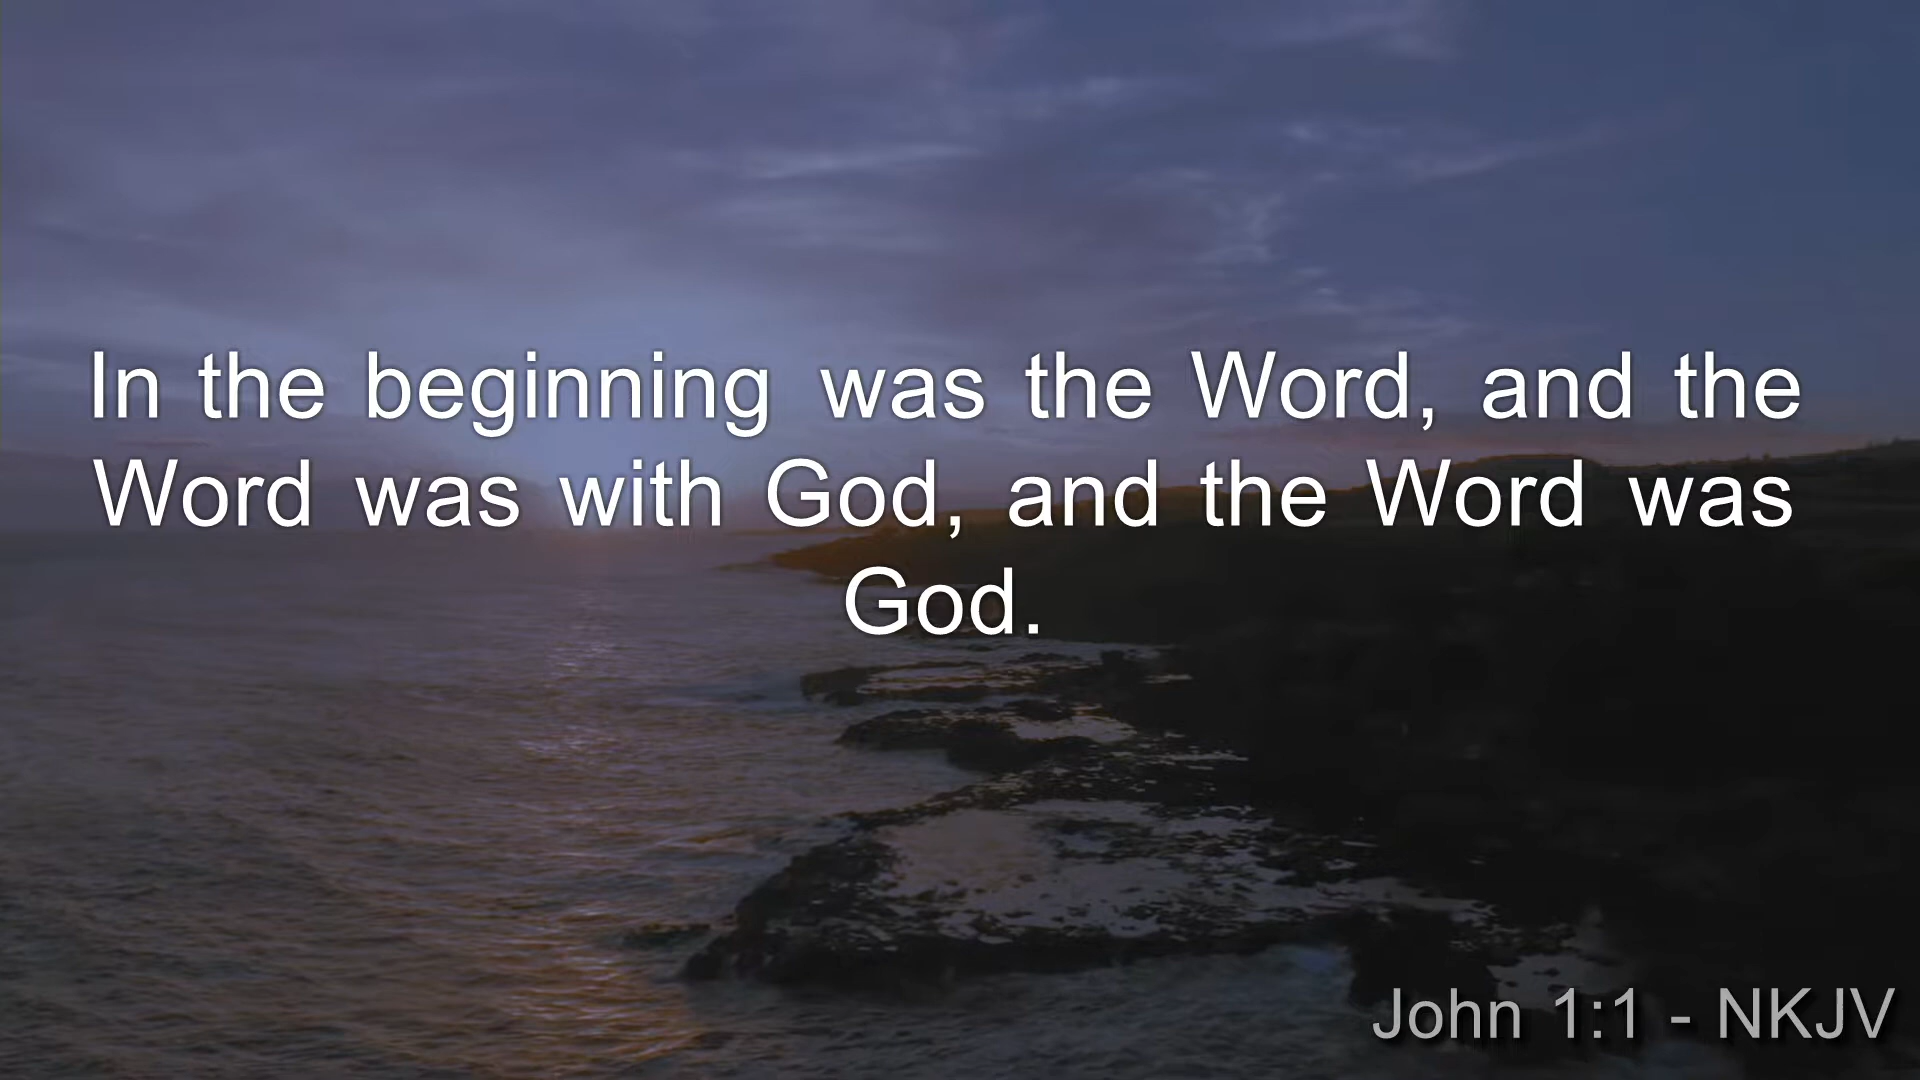 In the beginning was the Word, and the
Word was with God, and the Word was
God.
John 1:1 - NKJV